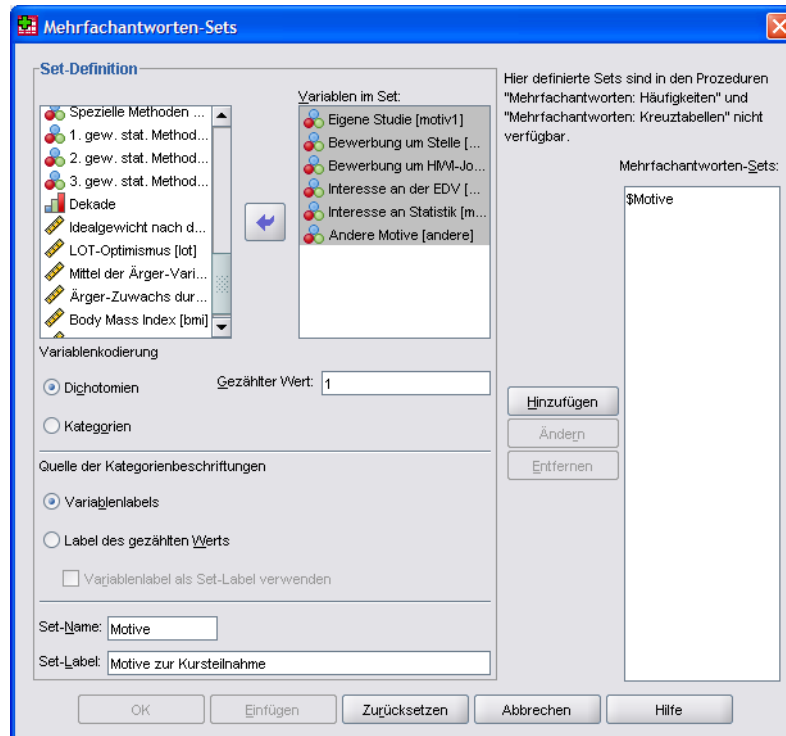 Mehrfachantworten-Sets
Set-Definition
Spezielle Methoden ...
1. gew. stat. Method...
2. gew. stat. Method...
3. gew. stat. Method...
Dekade
Idealgewicht nach d...
LOT-Optimismus [lot]
Mittel der Ärger-Vari...
Ärger-Zuwachs dur...
Body Mass Index [bmi]
Variablen im Set:
Eigene Studie [motiv1]
Bewerbung um Stelle [...
Bewerbung um HiWi-Jo...
Interesse an der EDV [...
Interesse an Statistik [m...
Andere Motive [andere]
Variablenkodierung
Dichotomien
Gezählter Wert: 1
Kategorien
Quelle der Kategorienbeschriftungen
Variablenlabels
Label des gezählten Werts
Variablenlabel als Set-Label verwenden
Set-Name: Motive
Set-Label: Motive zur Kursteilnahme
Hier definierte Sets sind in den Prozeduren
"Mehrfachantworten: Häufigkeiten" und
"Mehrfachantworten: Kreuztabellen" nicht
verfügbar.
Mehrfachantworten-Sets:
$Motive
Hinzufügen
Ändern
Entfernen
OK
Einfügen
Zurücksetzen
Abbrechen
Hilfe